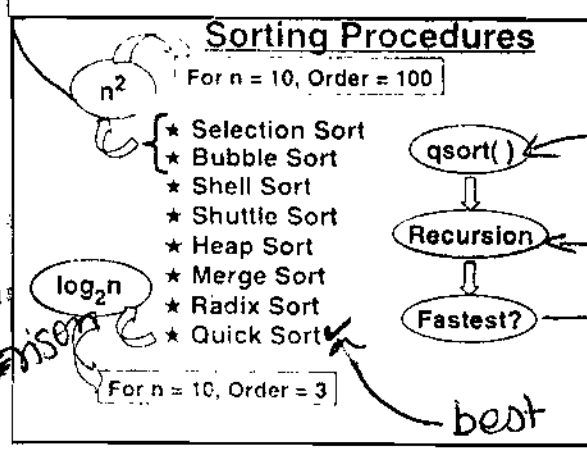 Sorting Procedures
n²
For n = 10, Order = 100
★ Selection Sort
★ Bubble Sort
★ Shell Sort
★ Shuttle Sort
★ Heap Sort
★ Merge Sort
★ Radix Sort
★ Quick Sort ✔
qsort( )
Recursion
Fastest?
log₂n
For n = 10, Order = 3
best